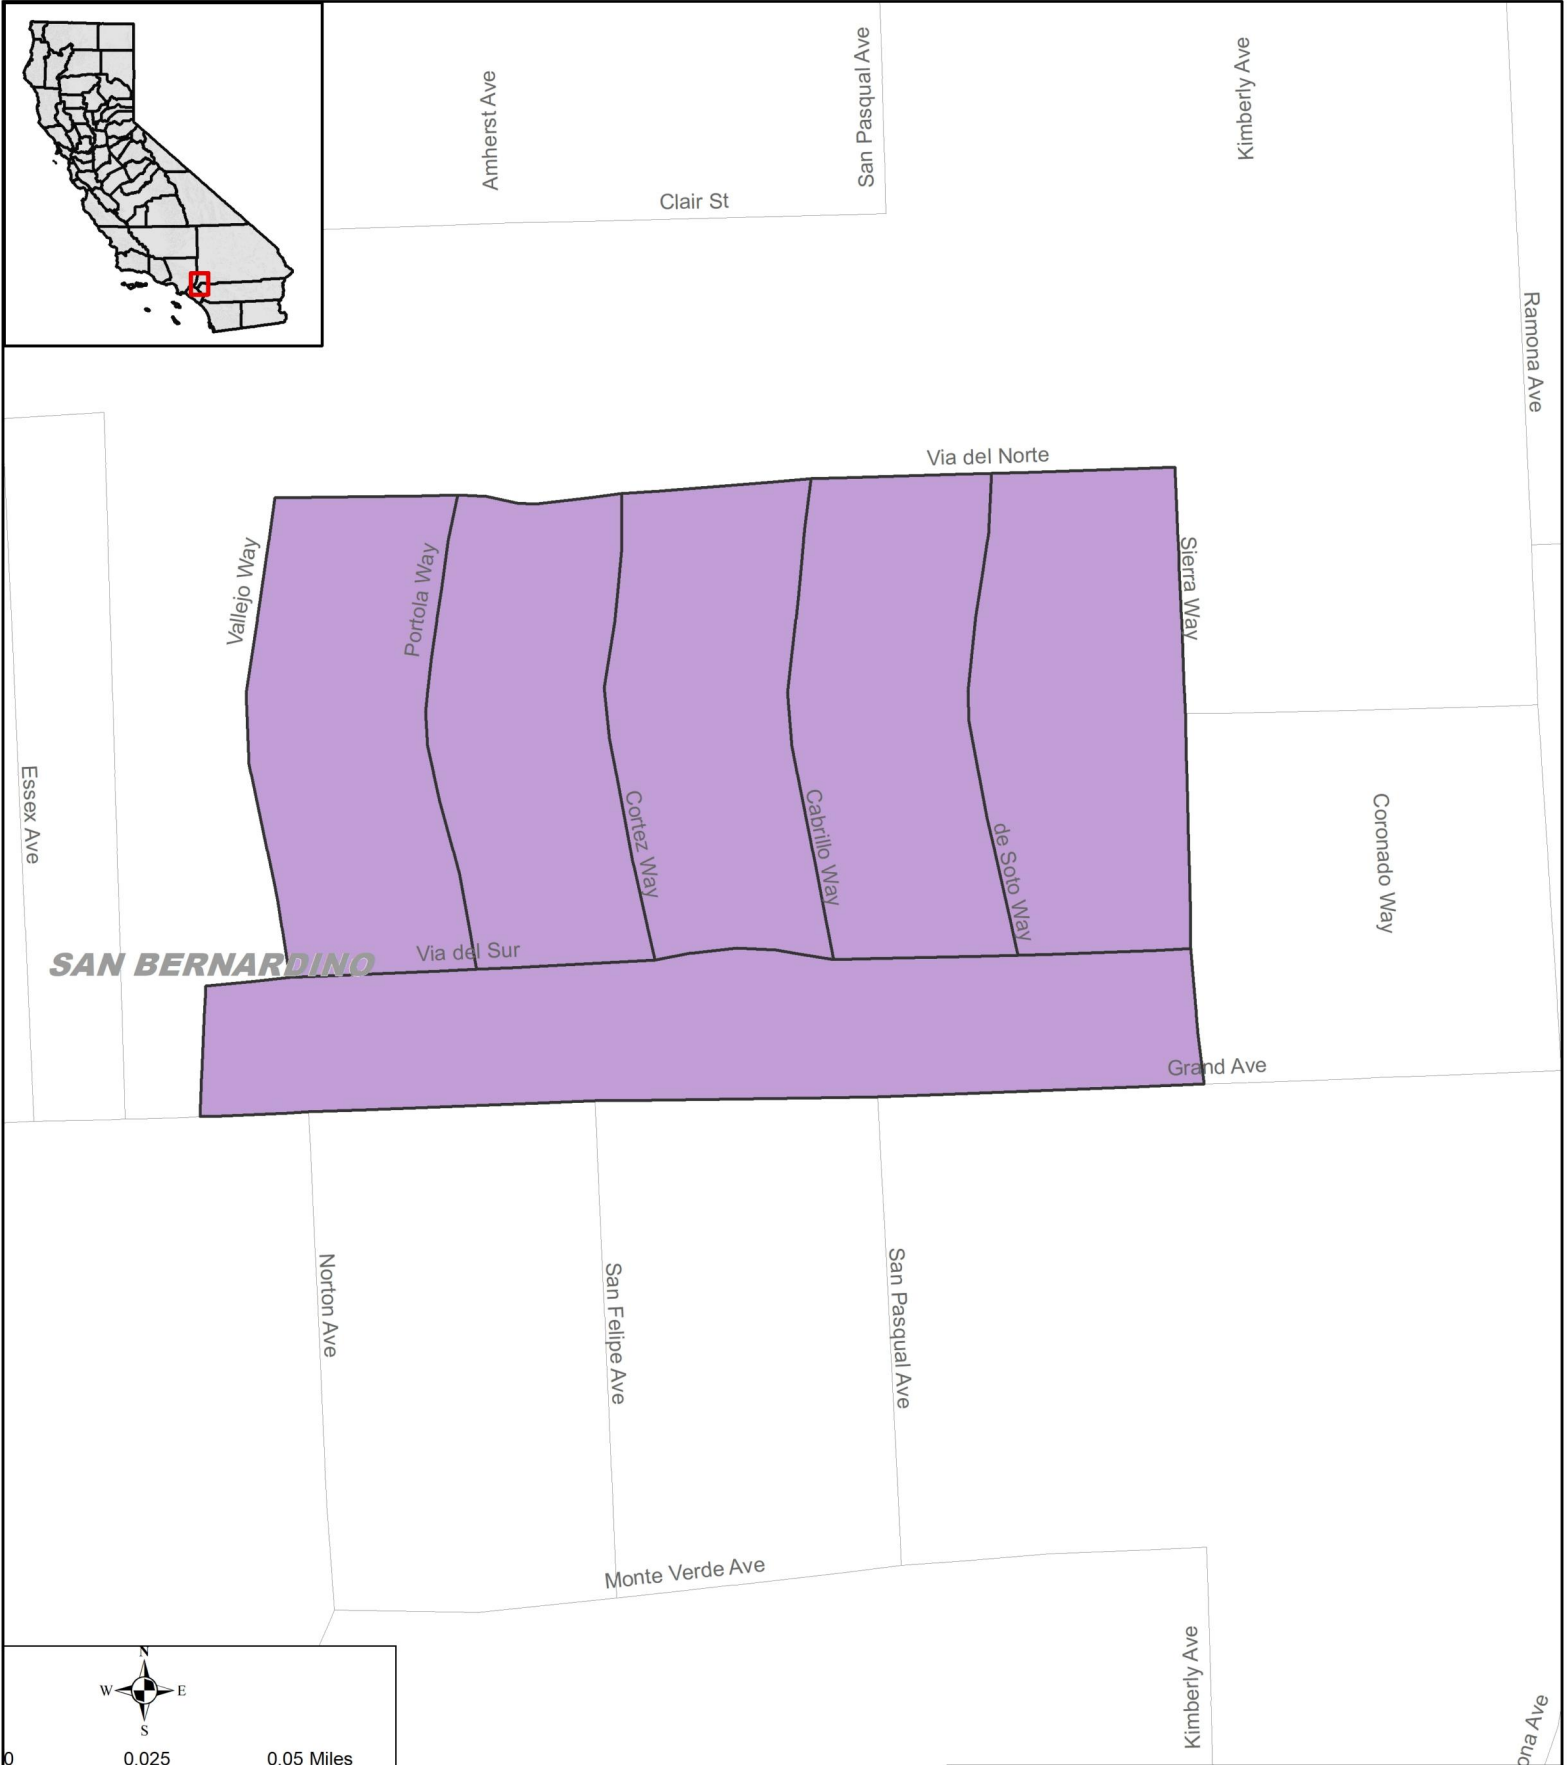 Amherst Ave
San Pasqual Ave
Kimberly Ave
Clair St
Ramona Ave
Via del Norte
Vallejo Way
Portola Way
Sierra Way
Essex Ave
Cortez Way
Cabrillo Way
de Soto Way
Coronado Way
Via del Sur
SAN BERNARDINO
Grand Ave
Norton Ave
San Felipe Ave
San Pasqual Ave
Monte Verde Ave
Kimberly Ave
ona Ave
N
W E
S
0 0.025 0.05 Miles